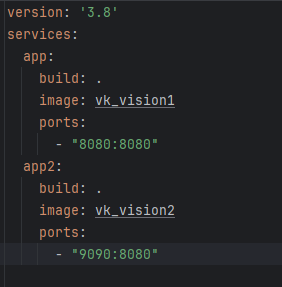 version: '3.8'
services:
  app:
    build: .
    image: vk_vision1
    ports:
      - "8080:8080"
  app2:
    build: .
    image: vk_vision2
    ports:
      - "9090:8080"